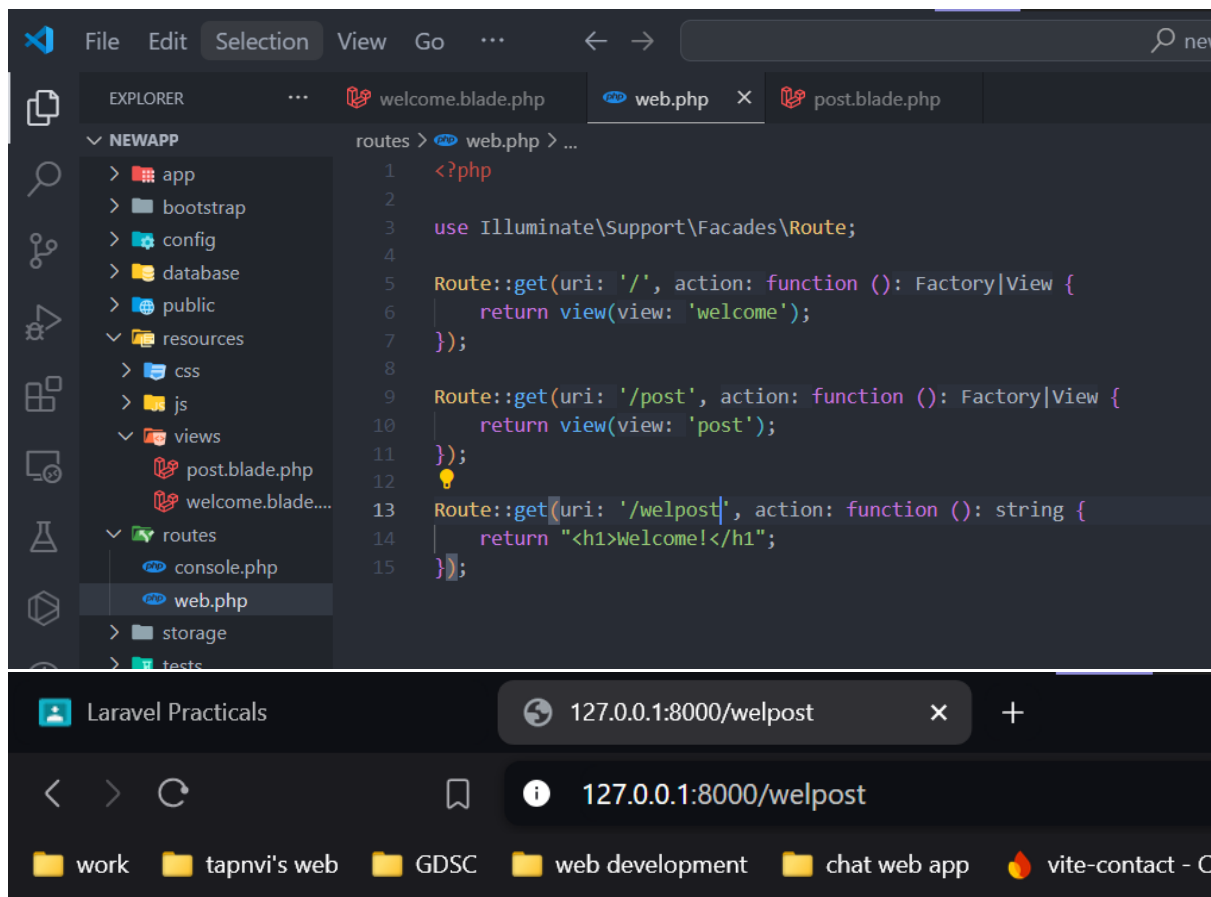 File Edit Selection View Go ··· ← →
EXPLORER ··· welcome.blade.php web.php × post.blade.php
NEWAPP routes > web.php > ...
app
bootstrap
config
database
public
resources
css
js
views
post.blade.php
welcome.blade....
routes
console.php
web.php
storage
tests
1 <?php
2
3 use Illuminate\Support\Facades\Route;
4
5 Route::get(uri: '/', action: function (): Factory|View {
6 return view(view: 'welcome');
7 });
8
9 Route::get(uri: '/post', action: function (): Factory|View {
10 return view(view: 'post');
11 });
12
13 Route::get(uri: '/welpost', action: function (): string {
14 return "<h1>Welcome!</h1";
15 });
Laravel Practicals 127.0.0.1:8000/welpost × +
127.0.0.1:8000/welpost
work tapnvi's web GDSC web development chat web app vite-contact - C